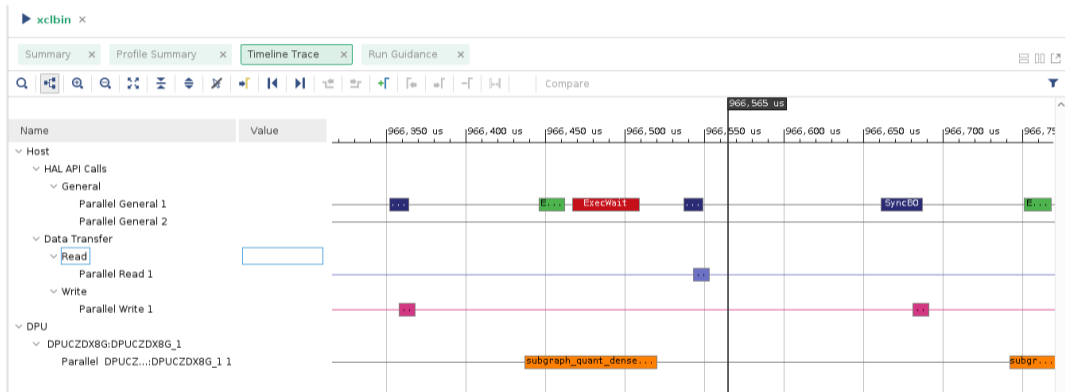 xclbin ×
Summary × Profile Summary × Timeline Trace × Run Guidance ×
Compare
966,565 us
Name Value 966,350 us 966,400 us 966,450 us 966,500 us 966,550 us 966,600 us 966,650 us 966,700 us 966,75
Host
HAL API Calls
General
Parallel General 1 ... E... ExecWait ... SyncBO E...
Parallel General 2
Data Transfer
Read
Parallel Read 1 ..
Write
Parallel Write 1 .. ..
DPU
DPUCZDX8G:DPUCZDX8G_1
Parallel DPUCZ...:DPUCZDX8G_1 1 subgraph_quant_dense... subgr...